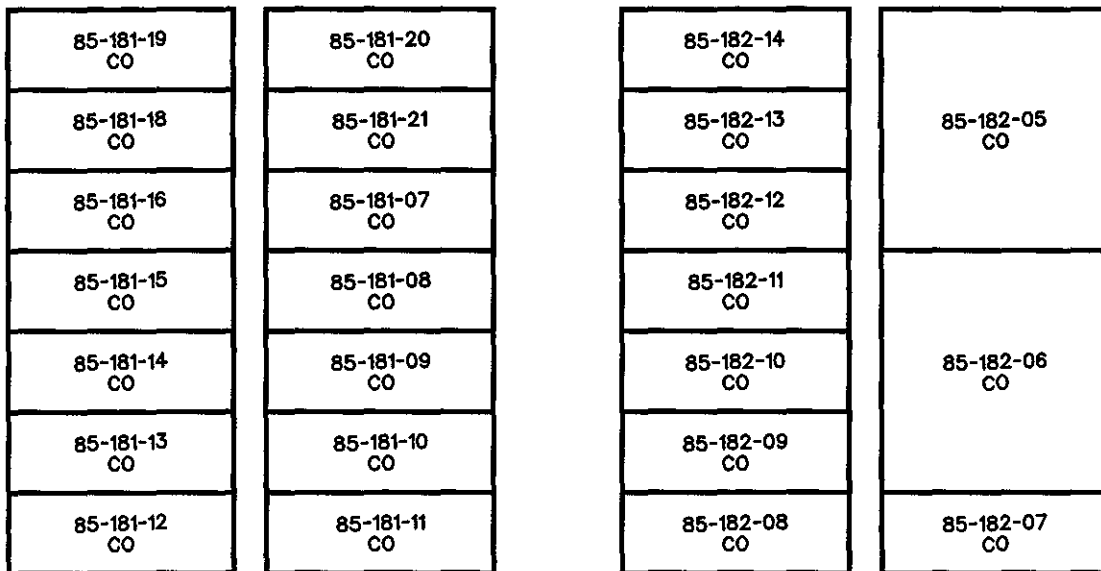 85-181-19
CO
85-181-18
CO
85-181-16
CO
85-181-15
CO
85-181-14
CO
85-181-13
CO
85-181-12
CO
85-181-20
CO
85-181-21
CO
85-181-07
CO
85-181-08
CO
85-181-09
CO
85-181-10
CO
85-181-11
CO
85-182-14
CO
85-182-13
CO
85-182-12
CO
85-182-11
CO
85-182-10
CO
85-182-09
CO
85-182-08
CO
85-182-05
CO
85-182-06
CO
85-182-07
CO